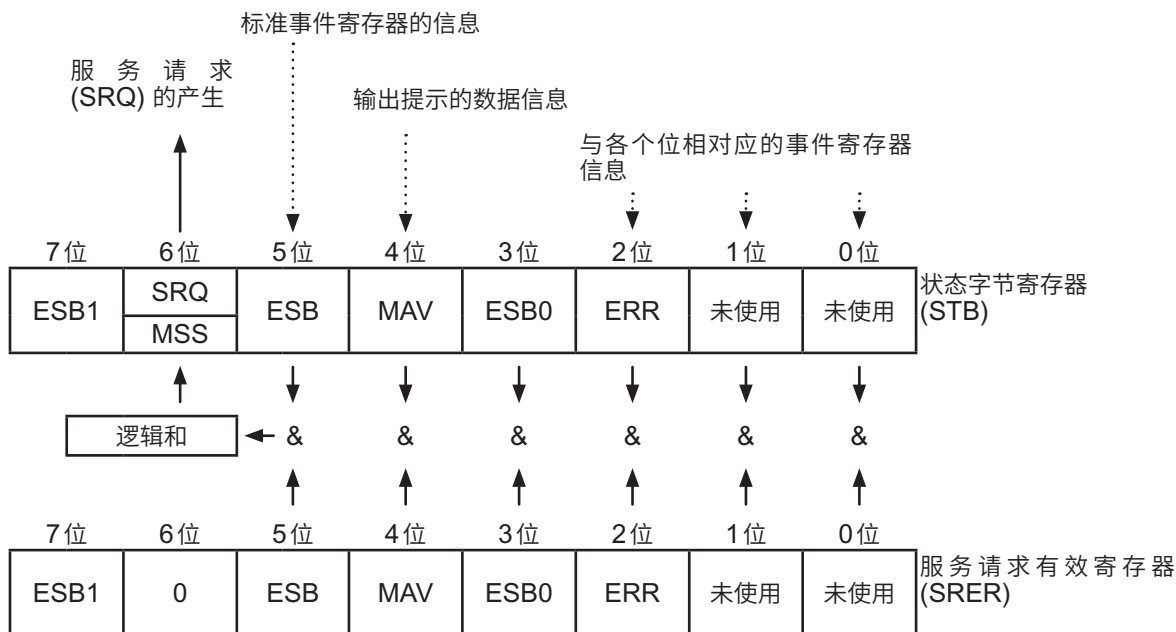 标准事件寄存器的信息
服务请求
(SRQ) 的产生
输出提示的数据信息
与各个位相对应的事件寄存器
信息
7位 6位 5位 4位 3位 2位 1位 0位
ESB1 SRQ ESB MAV ESB0 ERR 未使用 未使用
MSS
状态字节寄存器
(STB)
逻辑和 & & & & & &
7位 6位 5位 4位 3位 2位 1位 0位
ESB1 0 ESB MAV ESB0 ERR 未使用 未使用
服务请求有效寄存器
(SRER)